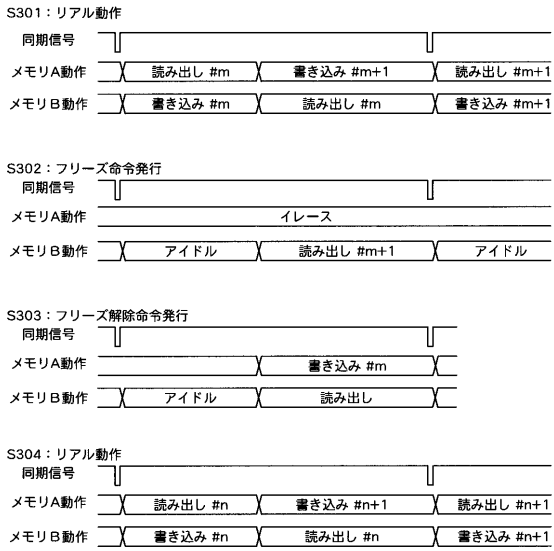 S301：リアル動作
同期信号
メモリA動作 読み出し #m 書き込み #m+1 読み出し #m+1
メモリB動作 書き込み #m 読み出し #m 書き込み #m+1
S302：フリーズ命令発行
同期信号
メモリA動作 イレース
メモリB動作 アイドル 読み出し #m+1 アイドル
S303：フリーズ解除命令発行
同期信号
メモリA動作 書き込み #m
メモリB動作 アイドル 読み出し
S304：リアル動作
同期信号
メモリA動作 読み出し #n 書き込み #n+1 読み出し #n+1
メモリB動作 書き込み #n 読み出し #n 書き込み #n+1